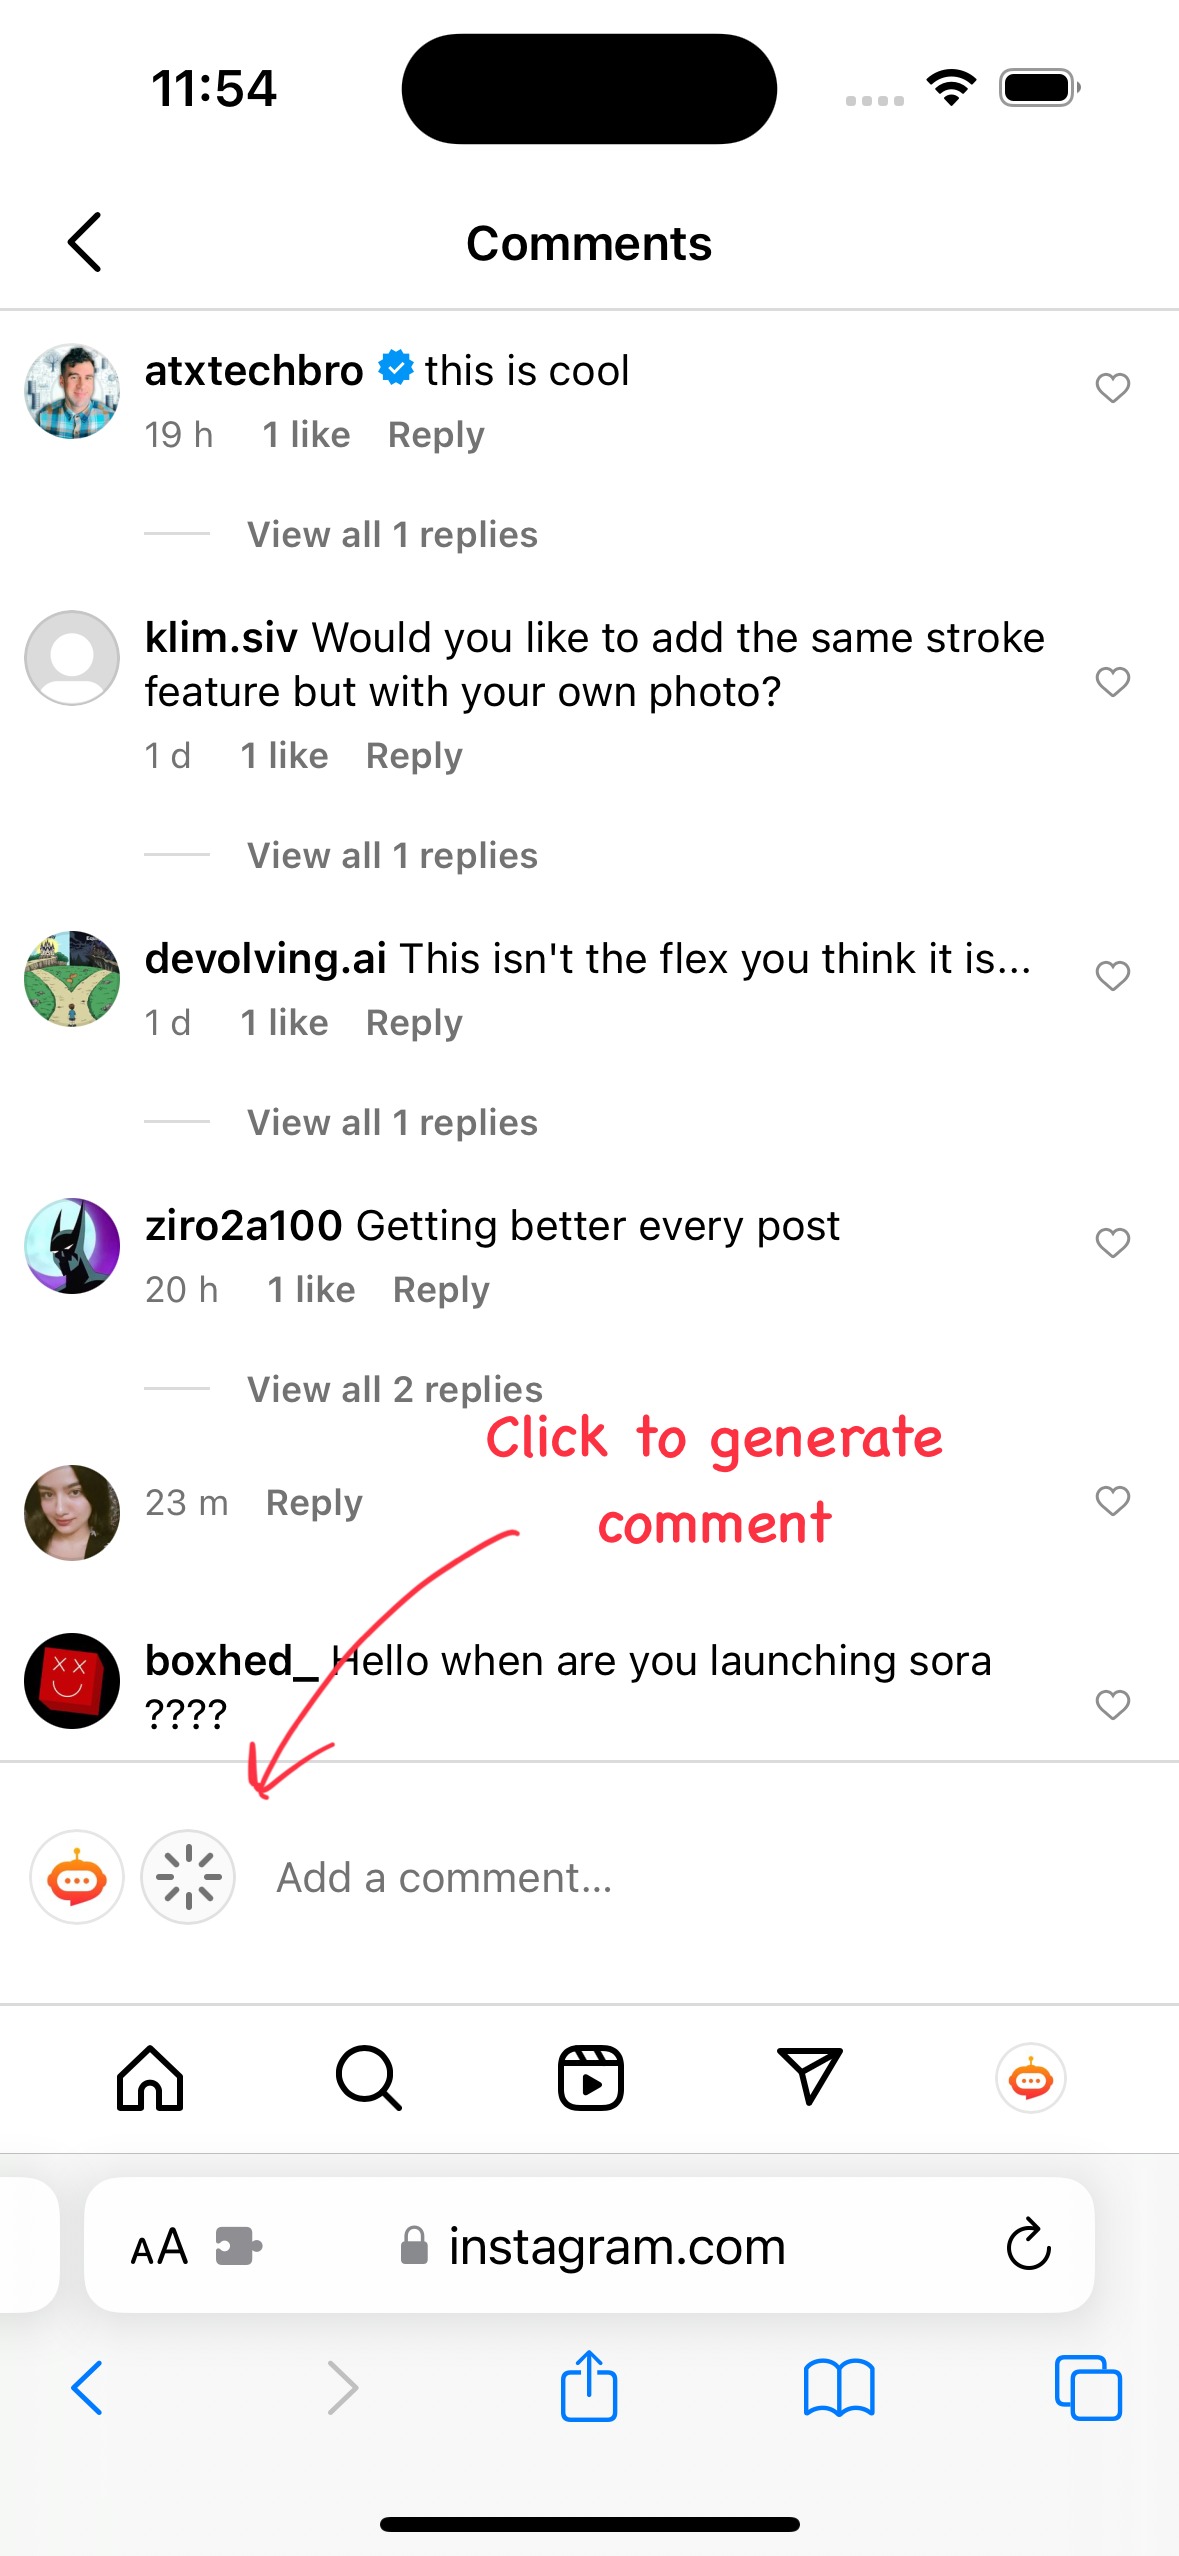 11:54
Comments
atxtechbro this is cool
19 h 1 like Reply
View all 1 replies
klim.siv Would you like to add the same stroke
feature but with your own photo?
1 d 1 like Reply
View all 1 replies
devolving.ai This isn't the flex you think it is...
1 d 1 like Reply
View all 1 replies
ziro2a100 Getting better every post
20 h 1 like Reply
View all 2 replies
Click to generate
comment
23 m Reply
boxhed_ Hello when are you launching sora
????
Add a comment...
AA instagram.com